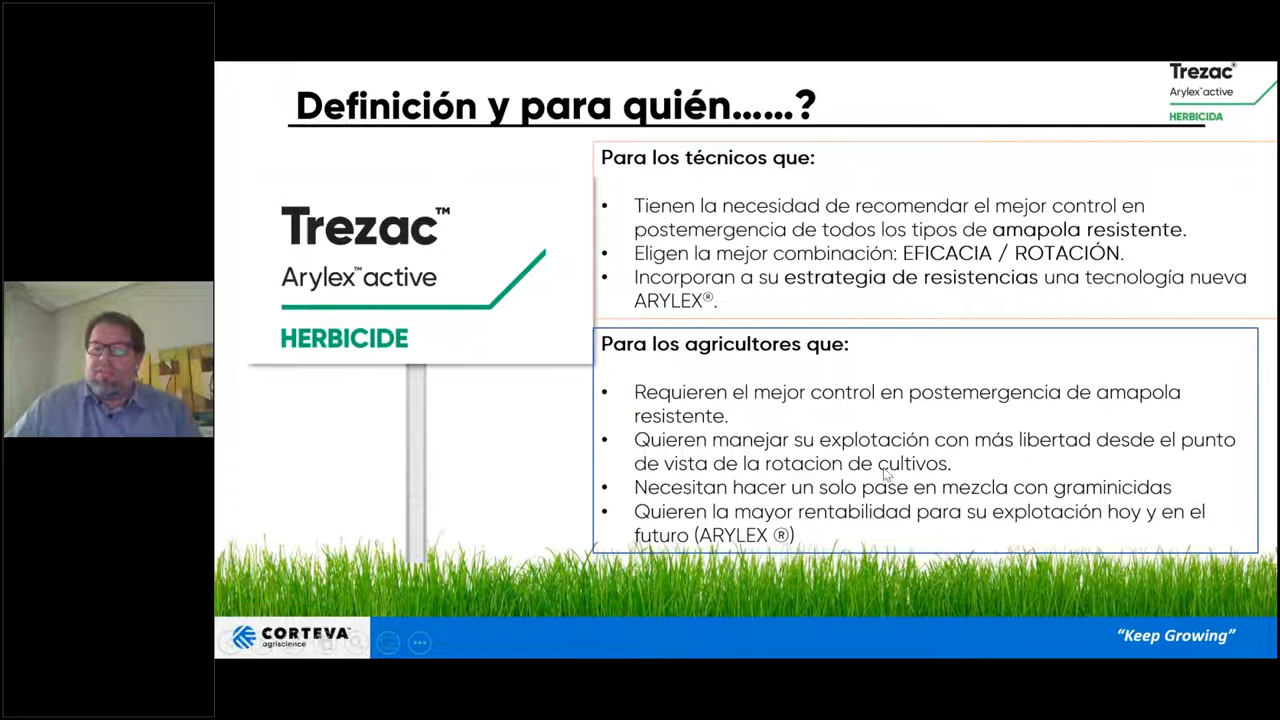 Definición y para quién……?
Trezac®
Arylex™active
HERBICIDA
Trezac™
Arylex™active
HERBICIDE
Para los técnicos que:
• Tienen la necesidad de recomendar el mejor control en
postemergencia de todos los tipos de amapola resistente.
• Eligen la mejor combinación: EFICACIA / ROTACIÓN.
• Incorporan a su estrategia de resistencias una tecnología nueva
ARYLEX®.
Para los agricultores que:
• Requieren el mejor control en postemergencia de amapola
resistente.
• Quieren manejar su explotación con más libertad desde el punto
de vista de la rotacion de cultivos.
• Necesitan hacer un solo pase en mezcla con graminicidas
• Quieren la mayor rentabilidad para su explotación hoy y en el
futuro (ARYLEX ®)
CORTEVA™
agriscience
“Keep Growing”